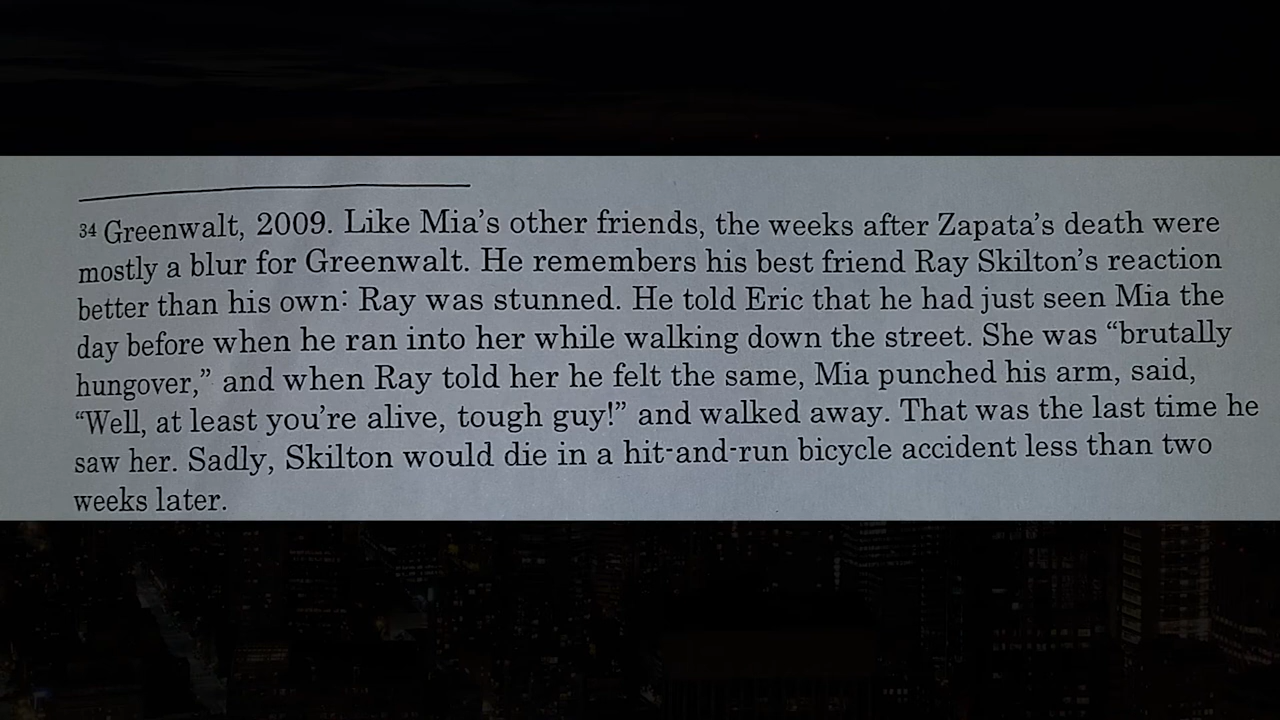 34 Greenwalt, 2009. Like Mia’s other friends, the weeks after Zapata’s death were
mostly a blur for Greenwalt. He remembers his best friend Ray Skilton’s reaction
better than his own: Ray was stunned. He told Eric that he had just seen Mia the
day before when he ran into her while walking down the street. She was “brutally
hungover,” and when Ray told her he felt the same, Mia punched his arm, said,
“Well, at least you’re alive, tough guy!” and walked away. That was the last time he
saw her. Sadly, Skilton would die in a hit-and-run bicycle accident less than two
weeks later.